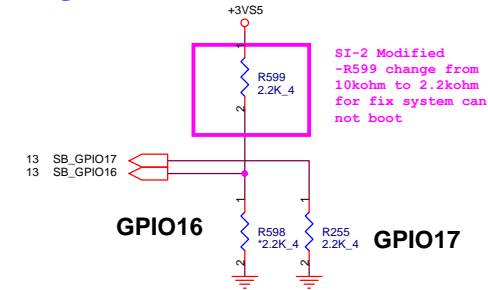 +3VS5
1
R599
2.2K_4
2
SI-2 Modified
-R599 change from
10kohm to 2.2kohm
for fix system can
not boot
13 SB_GPIO17
13 SB_GPIO16
1
1
GPIO16
R598
*2.2K_4
R255
2.2K_4
GPIO17
2
2